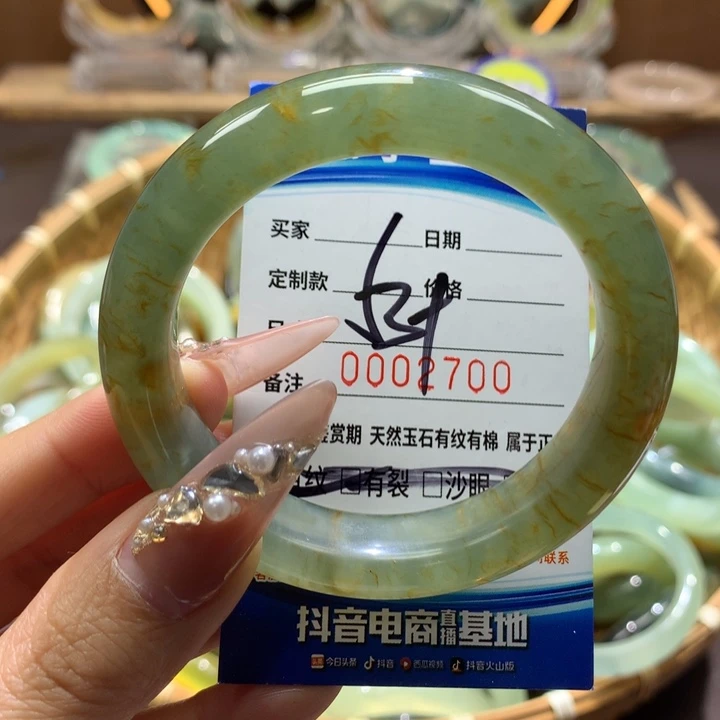 买家 日期
定制款 价格
0002700
备注
赏期 天然玉石有纹有棉 属于正
纹 □有裂 □沙眼
联系
抖音电商直播基地
今日头条 抖音 西瓜视频 抖音火山版